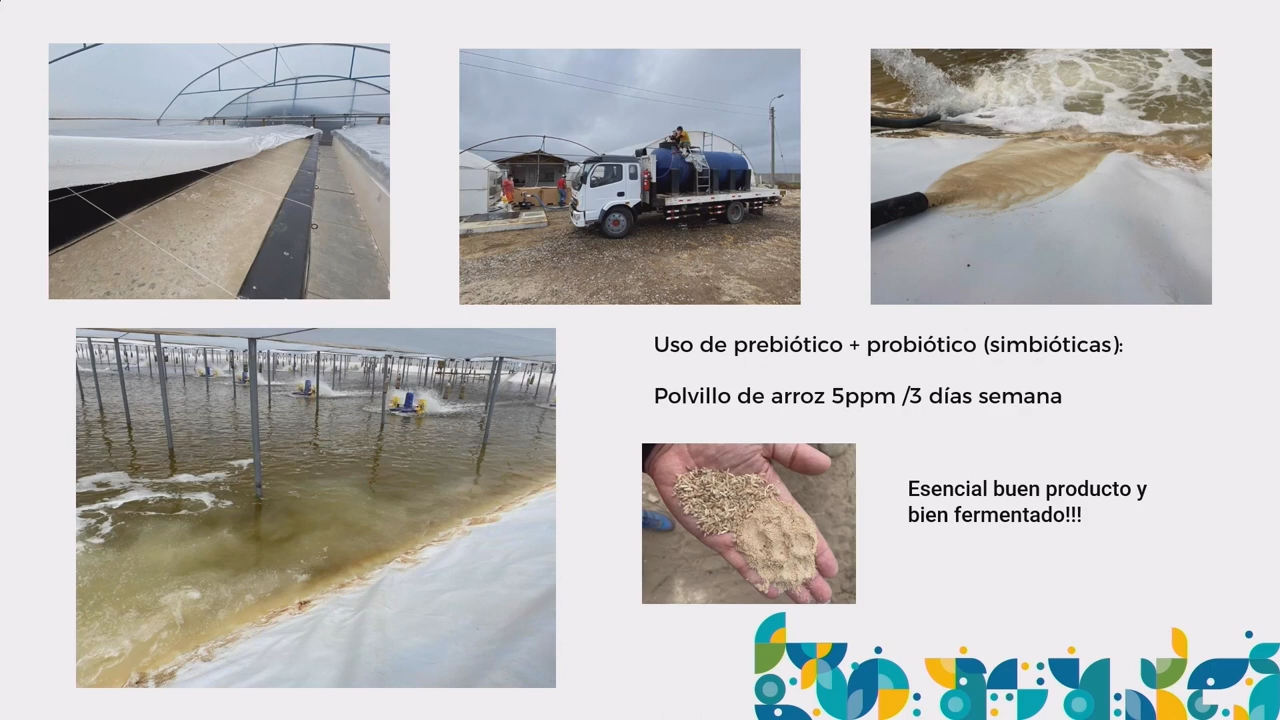 Uso de prebiótico + probiótico (simbióticas):
Polvillo de arroz 5ppm /3 días semana
Esencial buen producto y
bien fermentado!!!